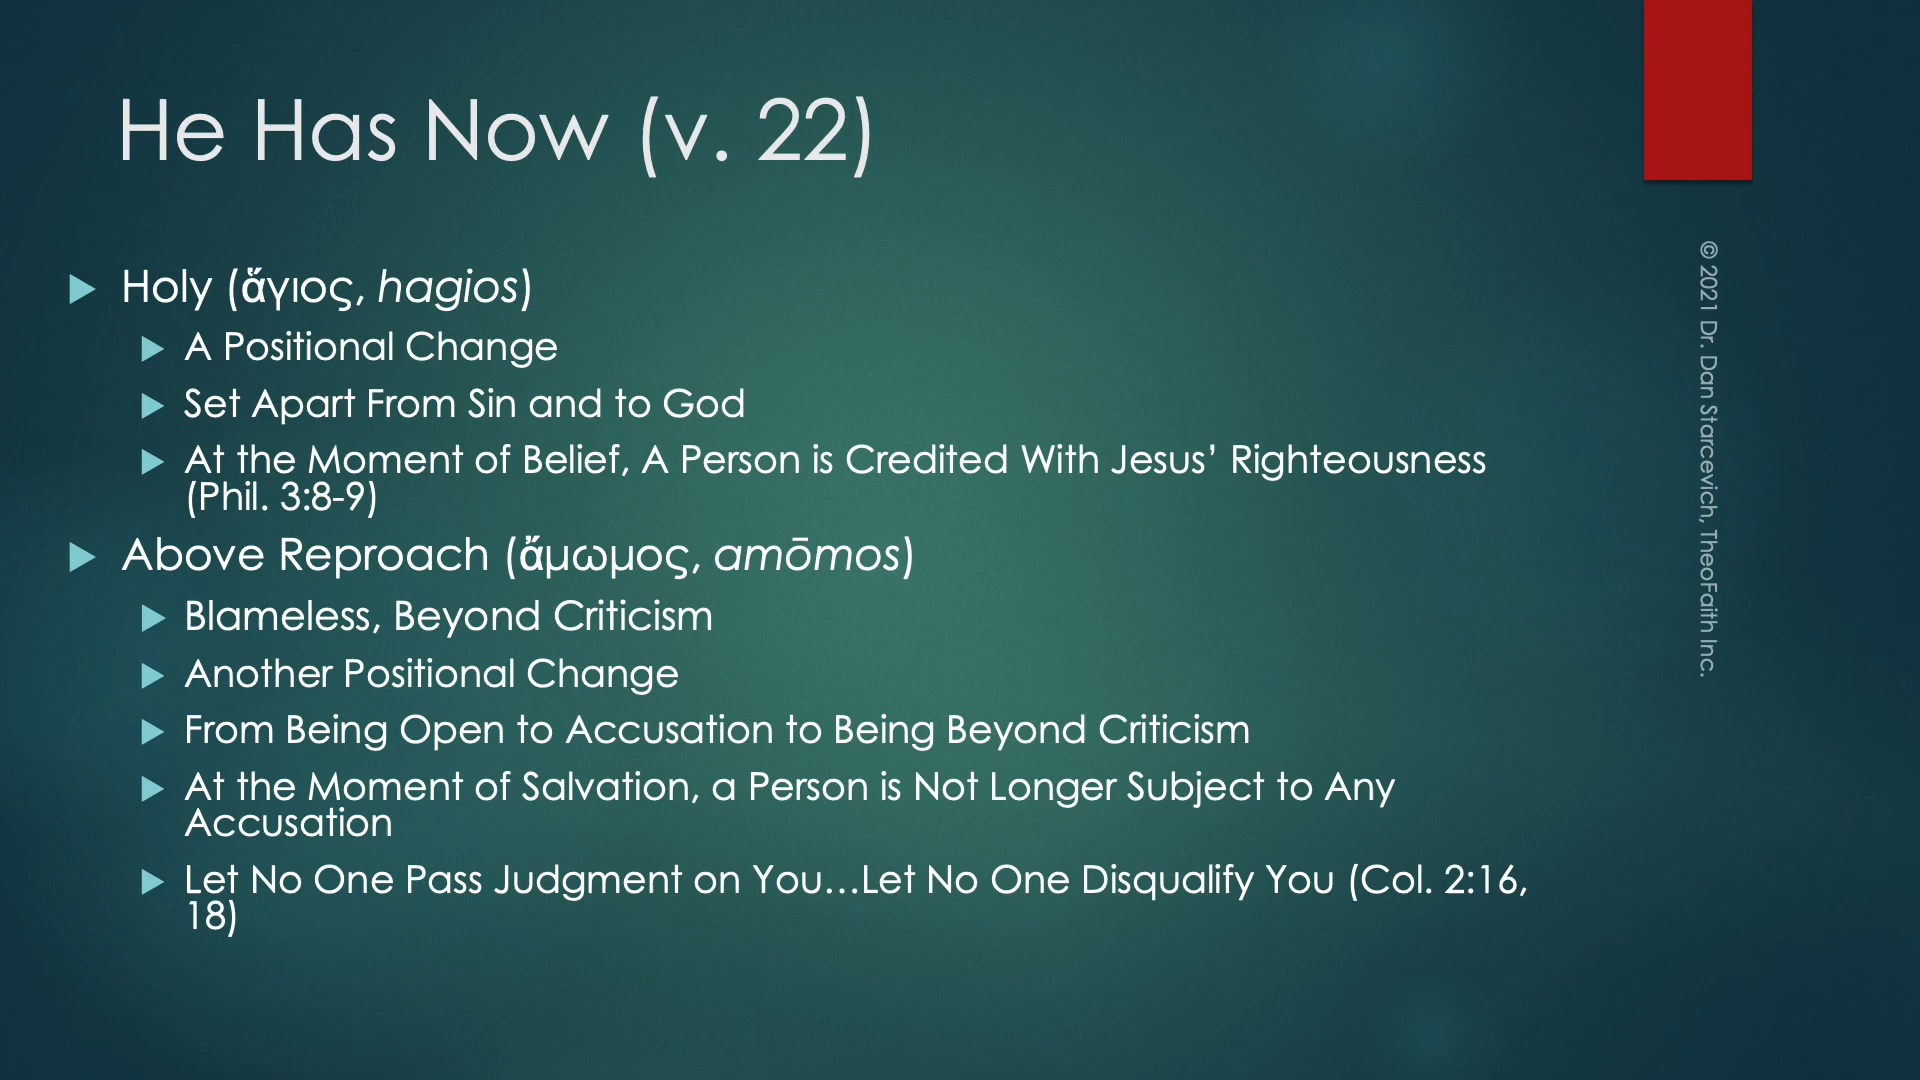 He Has Now (v. 22)
Holy (ἅγιος, hagios)
A Positional Change
Set Apart From Sin and to God
At the Moment of Belief, A Person is Credited With Jesus’ Righteousness
(Phil. 3:8-9)
Above Reproach (ἄμωμος, amōmos)
Blameless, Beyond Criticism
Another Positional Change
From Being Open to Accusation to Being Beyond Criticism
At the Moment of Salvation, a Person is Not Longer Subject to Any
Accusation
Let No One Pass Judgment on You…Let No One Disqualify You (Col. 2:16,
18)
© 2021 Dr. Dan Starcevich, TheoFaith Inc.